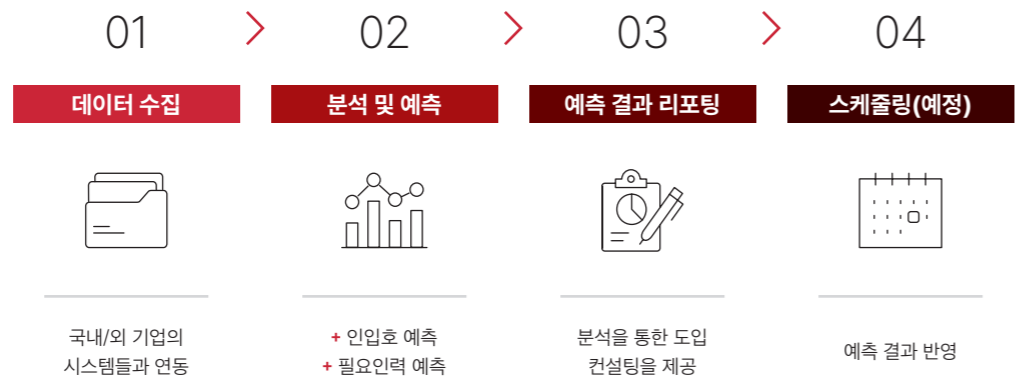 01
02
03
04
데이터 수집
분석 및 예측
예측 결과 리포팅
스케줄링(예정)
국내/외 기업의
시스템들과 연동
+ 인입호 예측
+ 필요인력 예측
분석을 통한 도입
컨설팅을 제공
예측 결과 반영